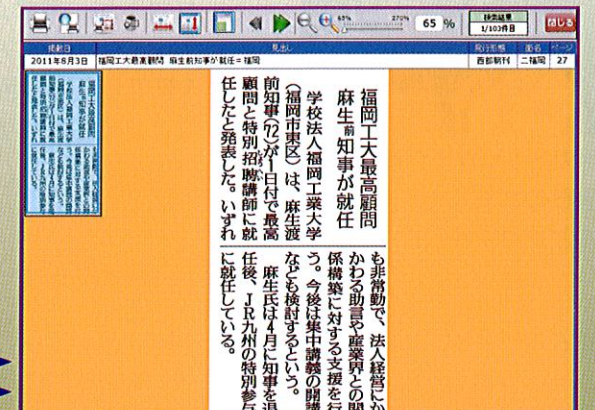 65%
270%
65 %
検索結果
1/103件目
閉じる
掲載日
見出し
発行形態
面名
ページ
2011年8月3日
福岡工大最高顧問 麻生前知事が就任＝福岡
西部朝刊
二福岡
27
福岡工大最高顧問
麻生前知事が就任
学校法人福岡工業大学
（福岡市東区）は、麻生渡
前知事（72）が1日付で最高
顧問と特別招聘講師に就
任したと発表した。いずれ
も非常勤で、法人経営にか
かわる助言や産業界との関
係構築に対する支援を行
う。今後は集中講義の開講
なども検討するという。
麻生氏は4月に知事を退
任後、JR九州の特別参与
に就任している。